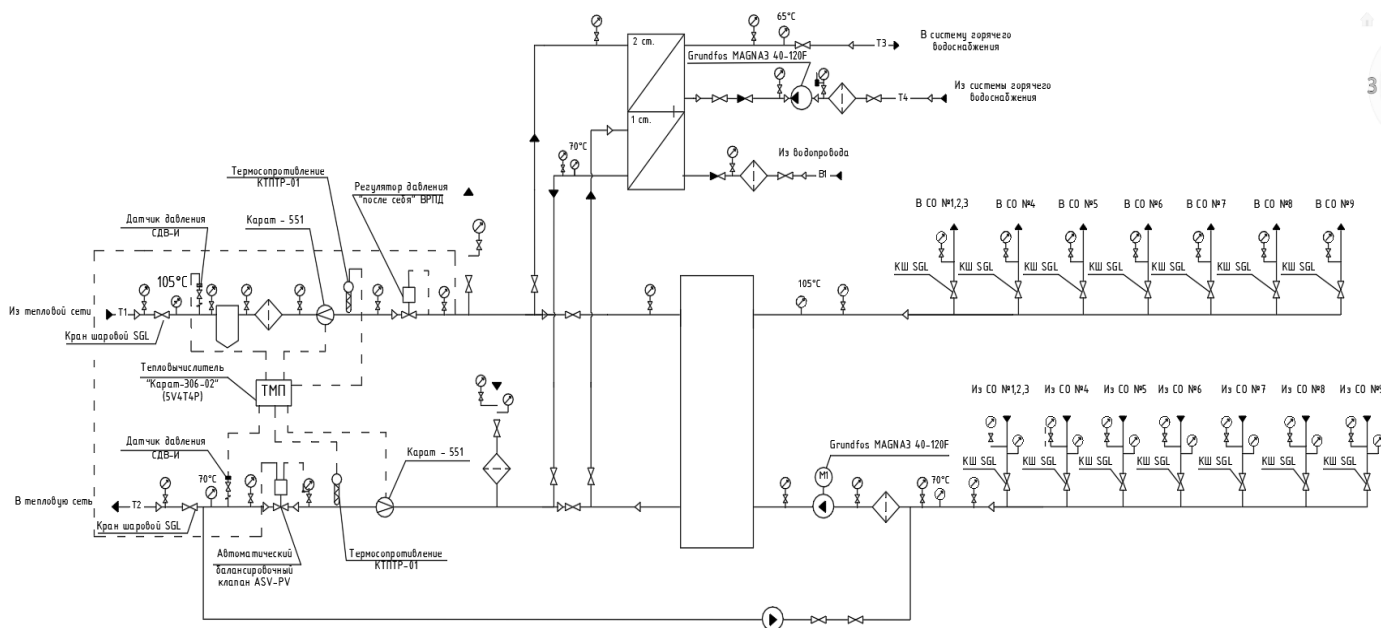 65°С
В систему горячего
водоснабжения
Т3
2 ст.
Grundfos MAGNA3 40-120F
Из системы горячего
водоснабжения
Т4
1 ст.
70°С
Из водопровода
В1
Термосопротивление
КТПТР-01
Регулятор давления
"после себя" ВРПД
Датчик давления
СДВ-И
Карат - 551
105°С
Из тепловой сети
Т1
Кран шаровой SGL
Тепловычислитель
"Карат-306-02"
(5V4T4P)
ТМП
В СО №1,2,3
В СО №4
В СО №5
В СО №6
В СО №7
В СО №8
В СО №9
КШ SGL
КШ SGL
КШ SGL
КШ SGL
КШ SGL
КШ SGL
КШ SGL
105°С
Датчик давления
СДВ-И
70°С
Карат - 551
В тепловую сеть
Т2
Кран шаровой SGL
Автоматический
балансировочный
клапан ASV-PV
Термосопротивление
КТПТР-01
Grundfos MAGNA3 40-120F
М1
70°С
Из СО №1,2,3
Из СО №4
Из СО №5
Из СО №6
Из СО №7
Из СО №8
Из СО №9
КШ SGL
КШ SGL
КШ SGL
КШ SGL
КШ SGL
КШ SGL
КШ SGL